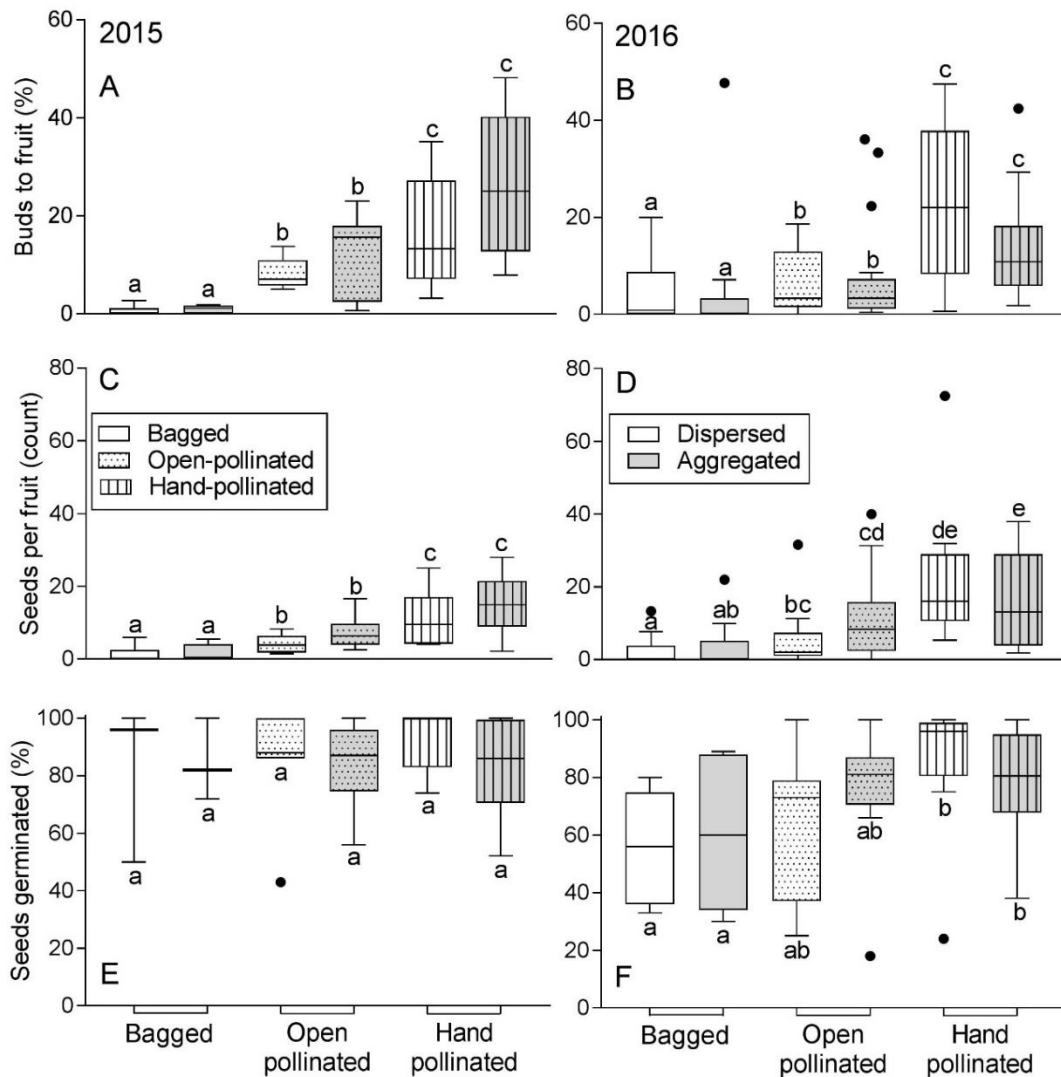 2015
2016
A
B
Buds to fruit (%)
60
40
20
0
a
a
b
b
c
c
60
40
20
0
a
a
b
b
c
c
C
D
Seeds per fruit (count)
80
60
40
20
0
Bagged
Open-pollinated
Hand-pollinated
a
a
b
b
c
c
80
60
40
20
0
Dispersed
Aggregated
a
ab
bc
cd
de
e
E
F
Seeds germinated (%)
100
80
60
40
20
0
a
a
a
a
a
a
100
80
60
40
20
0
a
a
ab
ab
b
b
Bagged
Open
pollinated
Hand
pollinated
Bagged
Open
pollinated
Hand
pollinated